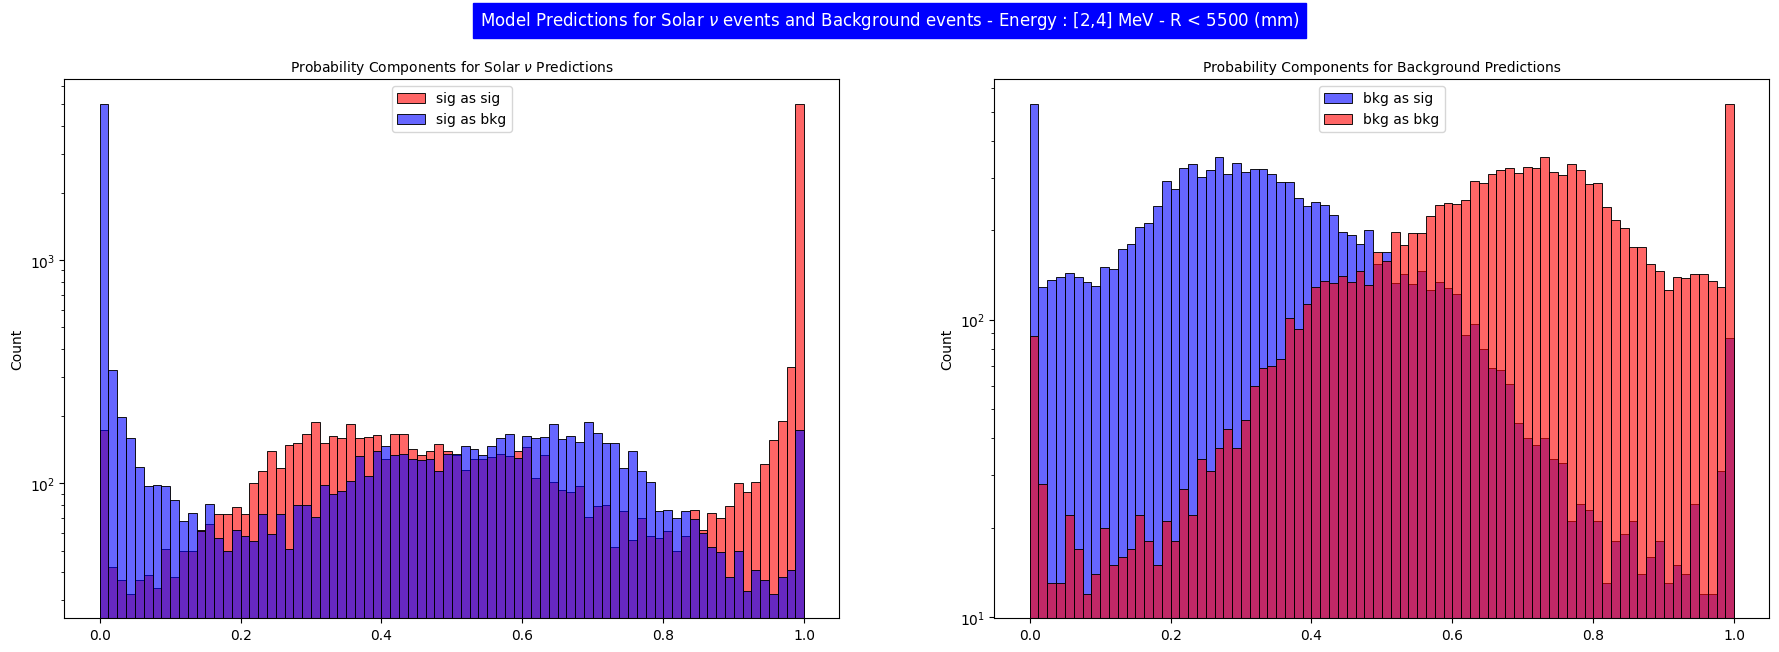 Model Predictions for Solar ν events and Background events - Energy : [2,4] MeV - R < 5500 (mm)
Probability Components for Solar ν Predictions
sig as sig
sig as bkg
Count
10³
10²
0.0 0.2 0.4 0.6 0.8 1.0
Probability Components for Background Predictions
bkg as sig
bkg as bkg
Count
10²
10¹
0.0 0.2 0.4 0.6 0.8 1.0